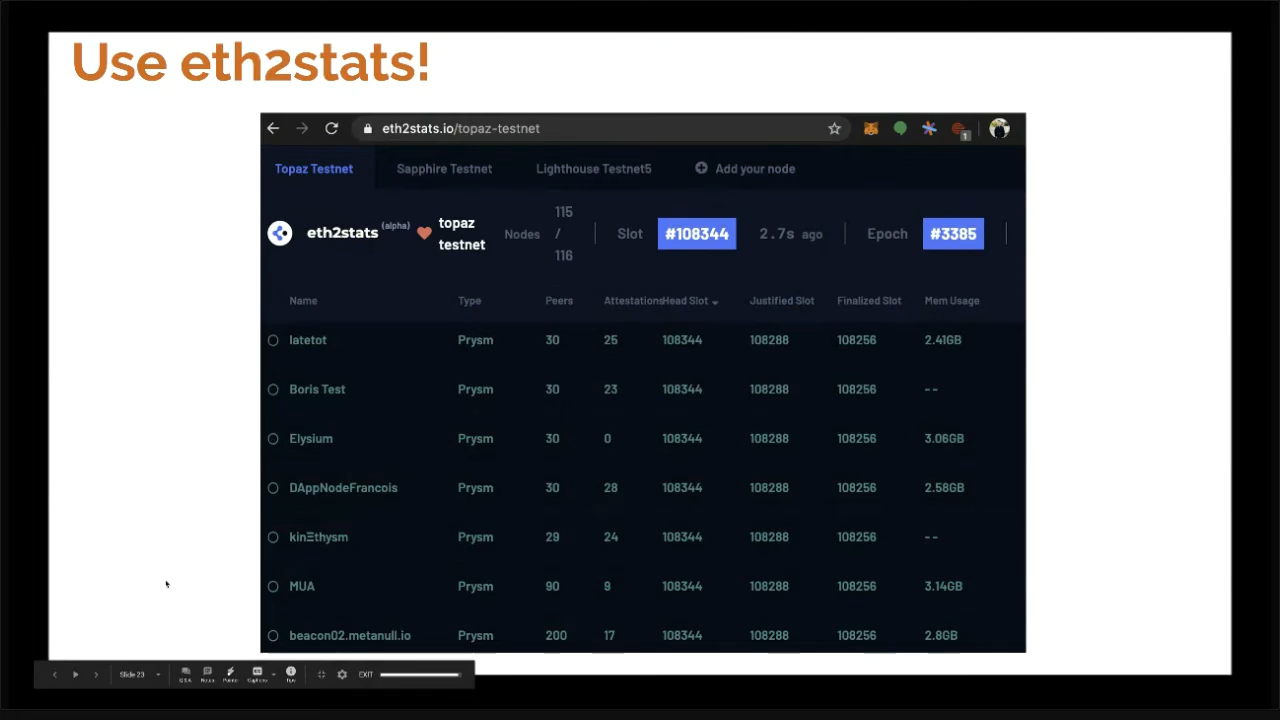 Use eth2stats!
eth2stats.io/topaz-testnet
1
Topaz Testnet Sapphire Testnet Lighthouse Testnet5 Add your node
eth2stats (alpha) topaz testnet Nodes 115 / 116 Slot #108344 2.7s ago Epoch #3385
Name Type Peers Attestations Head Slot Justified Slot Finalized Slot Mem Usage
latetot Prysm 30 25 108344 108288 108256 2.41GB
Boris Test Prysm 30 23 108344 108288 108256 --
Elysium Prysm 30 0 108344 108288 108256 3.06GB
DAppNodeFrancois Prysm 30 28 108344 108288 108256 2.58GB
kinΞthysm Prysm 29 24 108344 108288 108256 --
MUA Prysm 90 9 108344 108288 108256 3.14GB
beacon02.metanull.io Prysm 200 17 108344 108288 108256 2.8GB
Slide 23 Q&A Notes Pointer Captions Tips EXIT